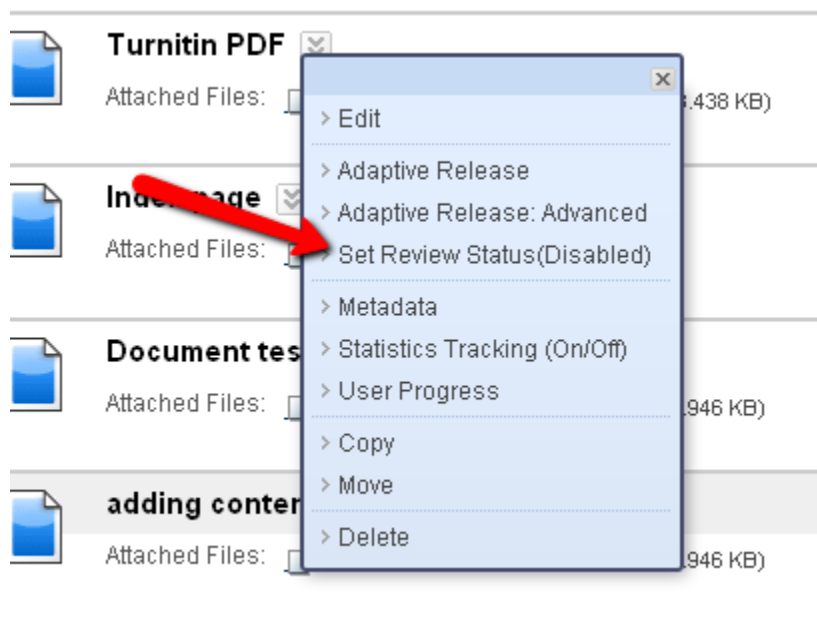 Turnitin PDF
Attached Files:
.438 KB)
page
Attached Files:
Document tes
Attached Files:
.946 KB)
adding conter
Attached Files:
.946 KB)
Edit
Adaptive Release
Adaptive Release: Advanced
Set Review Status(Disabled)
Metadata
Statistics Tracking (On/Off)
User Progress
Copy
Move
Delete